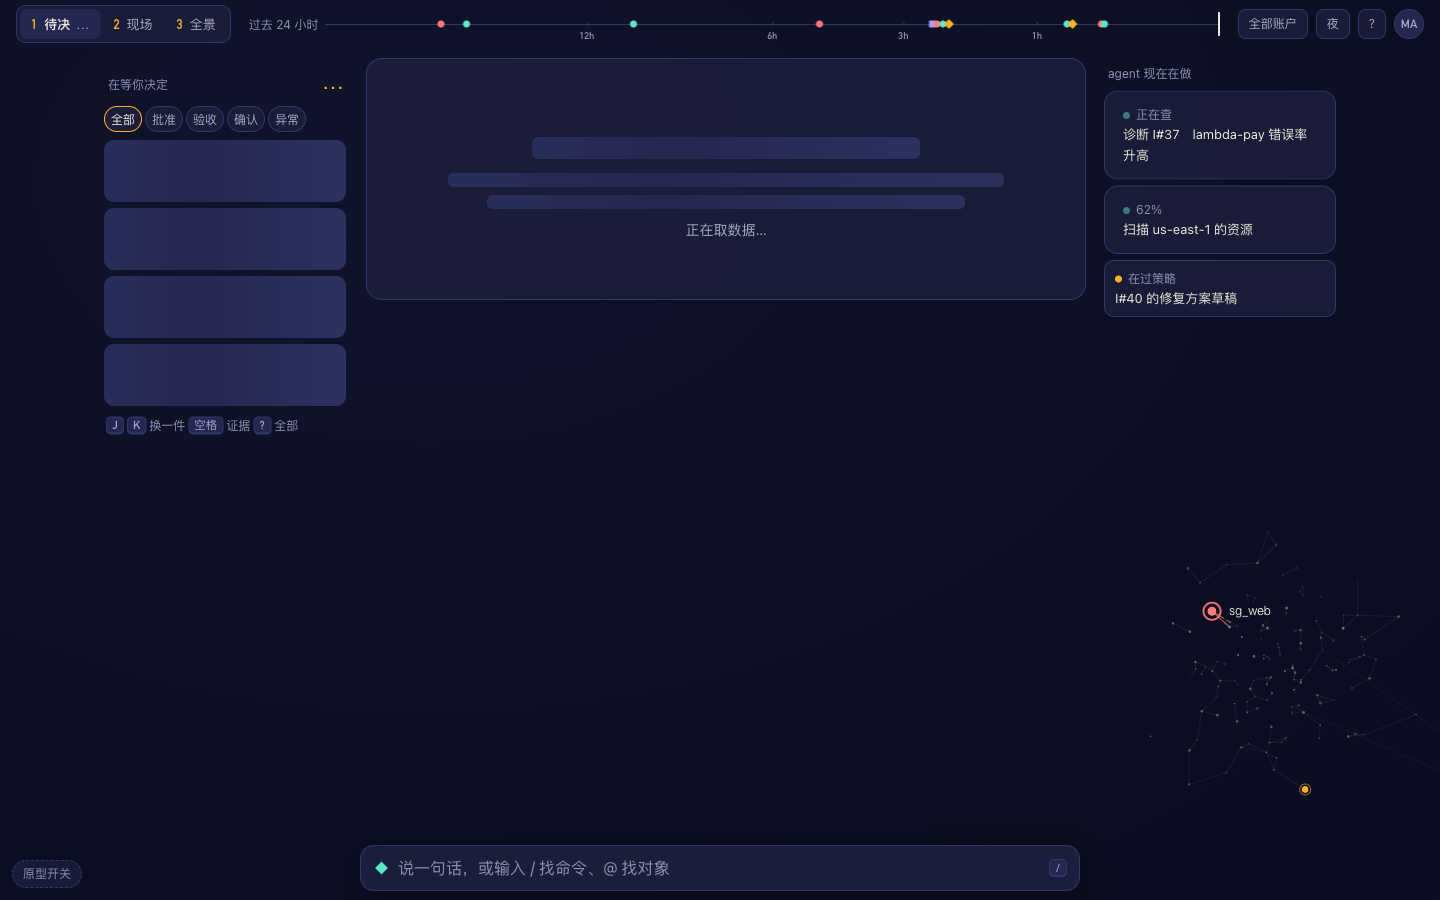 1 待决 ... 2 现场 3 全景
过去 24 小时
12h 6h 3h 1h
全部账户 夜 ? MA
在等你决定 ...
全部 批准 验收 确认 异常
J K 换一件 空格 证据 ? 全部
正在取数据...
agent 现在在做
正在查
诊断 I#37 lambda-pay 错误率
升高
62%
扫描 us-east-1 的资源
在过策略
I#40 的修复方案草稿
sg_web
原型开关
说一句话，或输入 / 找命令、@ 找对象 /